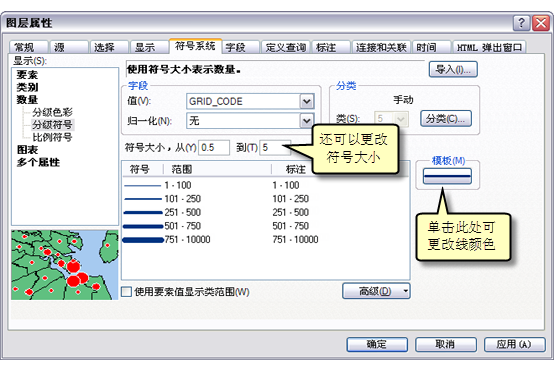 图层属性
常规 源 选择 显示 符号系统 字段 定义查询 标注 连接和关联 时间 HTML 弹出窗口
显示(S):
要素
类别
数量
分级色彩
分级符号
比例符号
图表
多个属性
使用符号大小表示数量。
导入(I)...
字段
值(V): GRID_CODE
归一化(N): 无
分类
手动
类(S): 5 分类(C)...
符号大小，从(Y) 0.5 到(T) 5
还可以更改
符号大小
符号 范围 标注
1 - 100 1 - 100
101 - 250 101 - 250
251 - 500 251 - 500
501 - 750 501 - 750
751 - 10000 751 - 10000
模板(M)
单击此处可
更改线颜色
使用要素值显示类范围(W)
高级(D)
确定 取消 应用(A)